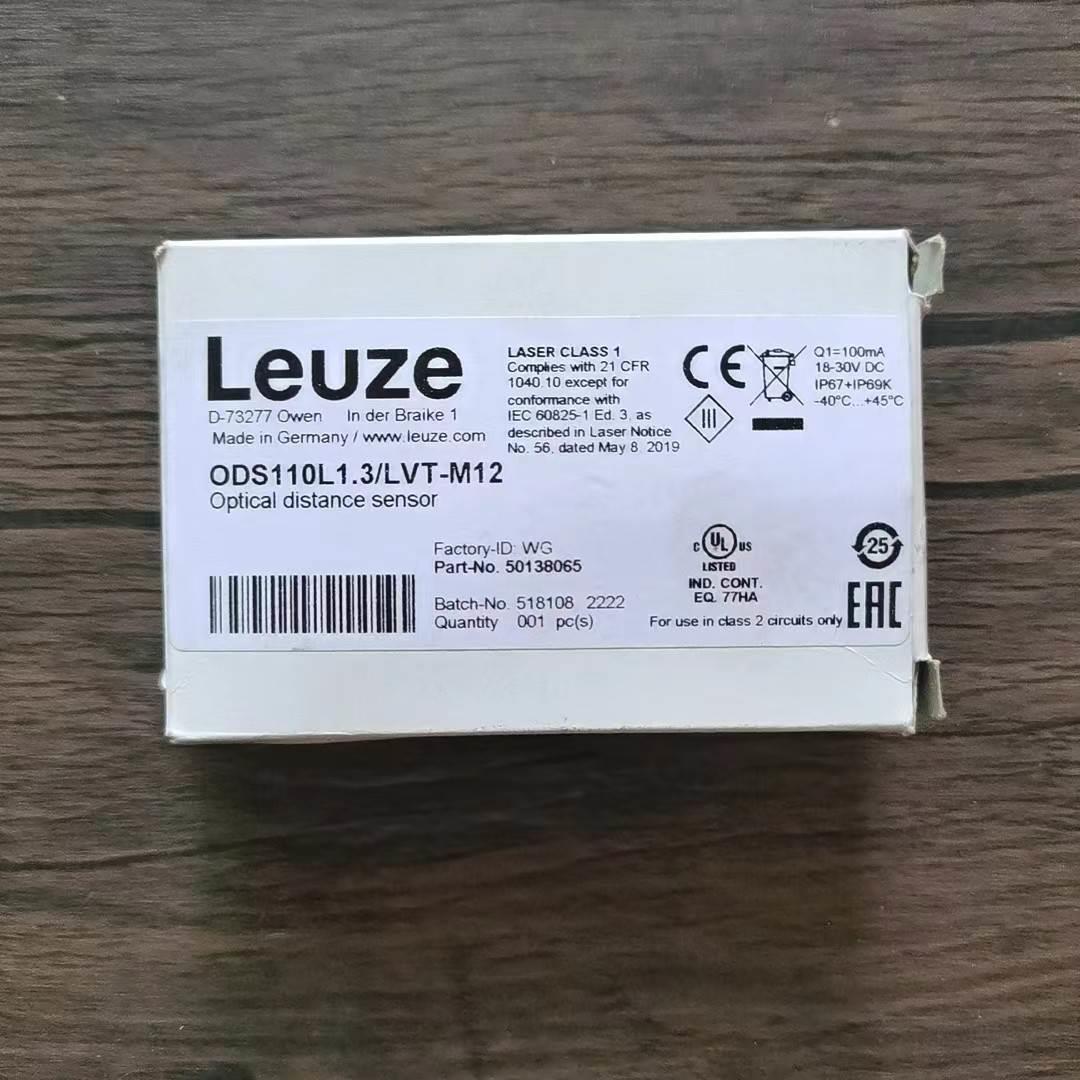 Leuze
D-73277 Owen In der Braike 1
Made in Germany / www.leuze.com
ODS110L1.3/LVT-M12
Optical distance sensor
LASER CLASS 1
Complies with 21 CFR
1040.10 except for
conformance with
IEC 60825-1 Ed. 3, as
described in Laser Notice
No. 56, dated May 8, 2019
CE
III
Q1=100mA
18-30V DC
IP67+IP69K
-40°C...+45°C
Factory-ID: WG
Part-No. 50138065
Batch-No. 518108 2222
Quantity 001 pc(s)
C UL US
LISTED
IND. CONT.
EQ. 77HA
For use in class 2 circuits only
25
EAC